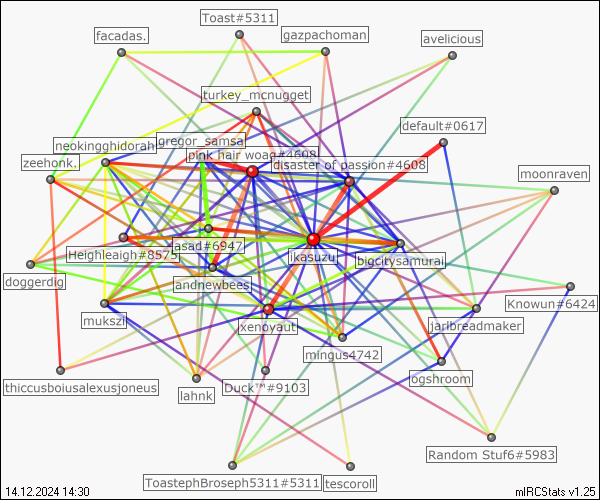 Toast#5311
facadas.
gazpachoman
avelicious
turkey_mcnugget
default#0617
gregor_samsa
neokingghidorah
pink hair woag#4608
zeehonk.
disaster of passion#4608
moonraven
asad#6947
Heighleaigh#8575
ikasuzu
bigcitysamurai
doggerdig
andnewbees
mukszi
Knowun#6424
xenoyaut
jarlbreadmaker
mingus4742
thiccusboiusalexusjoneus
lahnk
Duck™#9103
ogshroom
Random Stuf6#5983
ToastephBroseph5311#5311
tescoroll
14.12.2024 14:30
mIRCStats v1.25